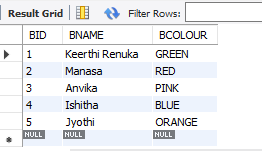 Result Grid Filter Rows:
BID BNAME BCOLOUR
1 Keerthi Renuka GREEN
2 Manasa RED
3 Anvika PINK
4 Ishitha BLUE
5 Jyothi ORANGE
NULL NULL NULL